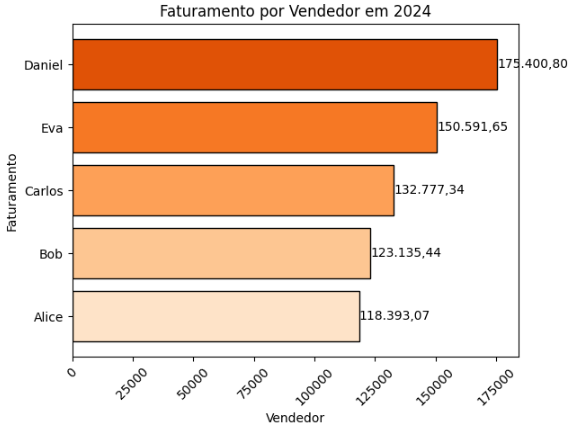 Faturamento por Vendedor em 2024
Faturamento
Daniel
175.400,80
Eva
150.591,65
Carlos
132.777,34
Bob
123.135,44
Alice
118.393,07
0
25000
50000
75000
100000
125000
150000
175000
Vendedor